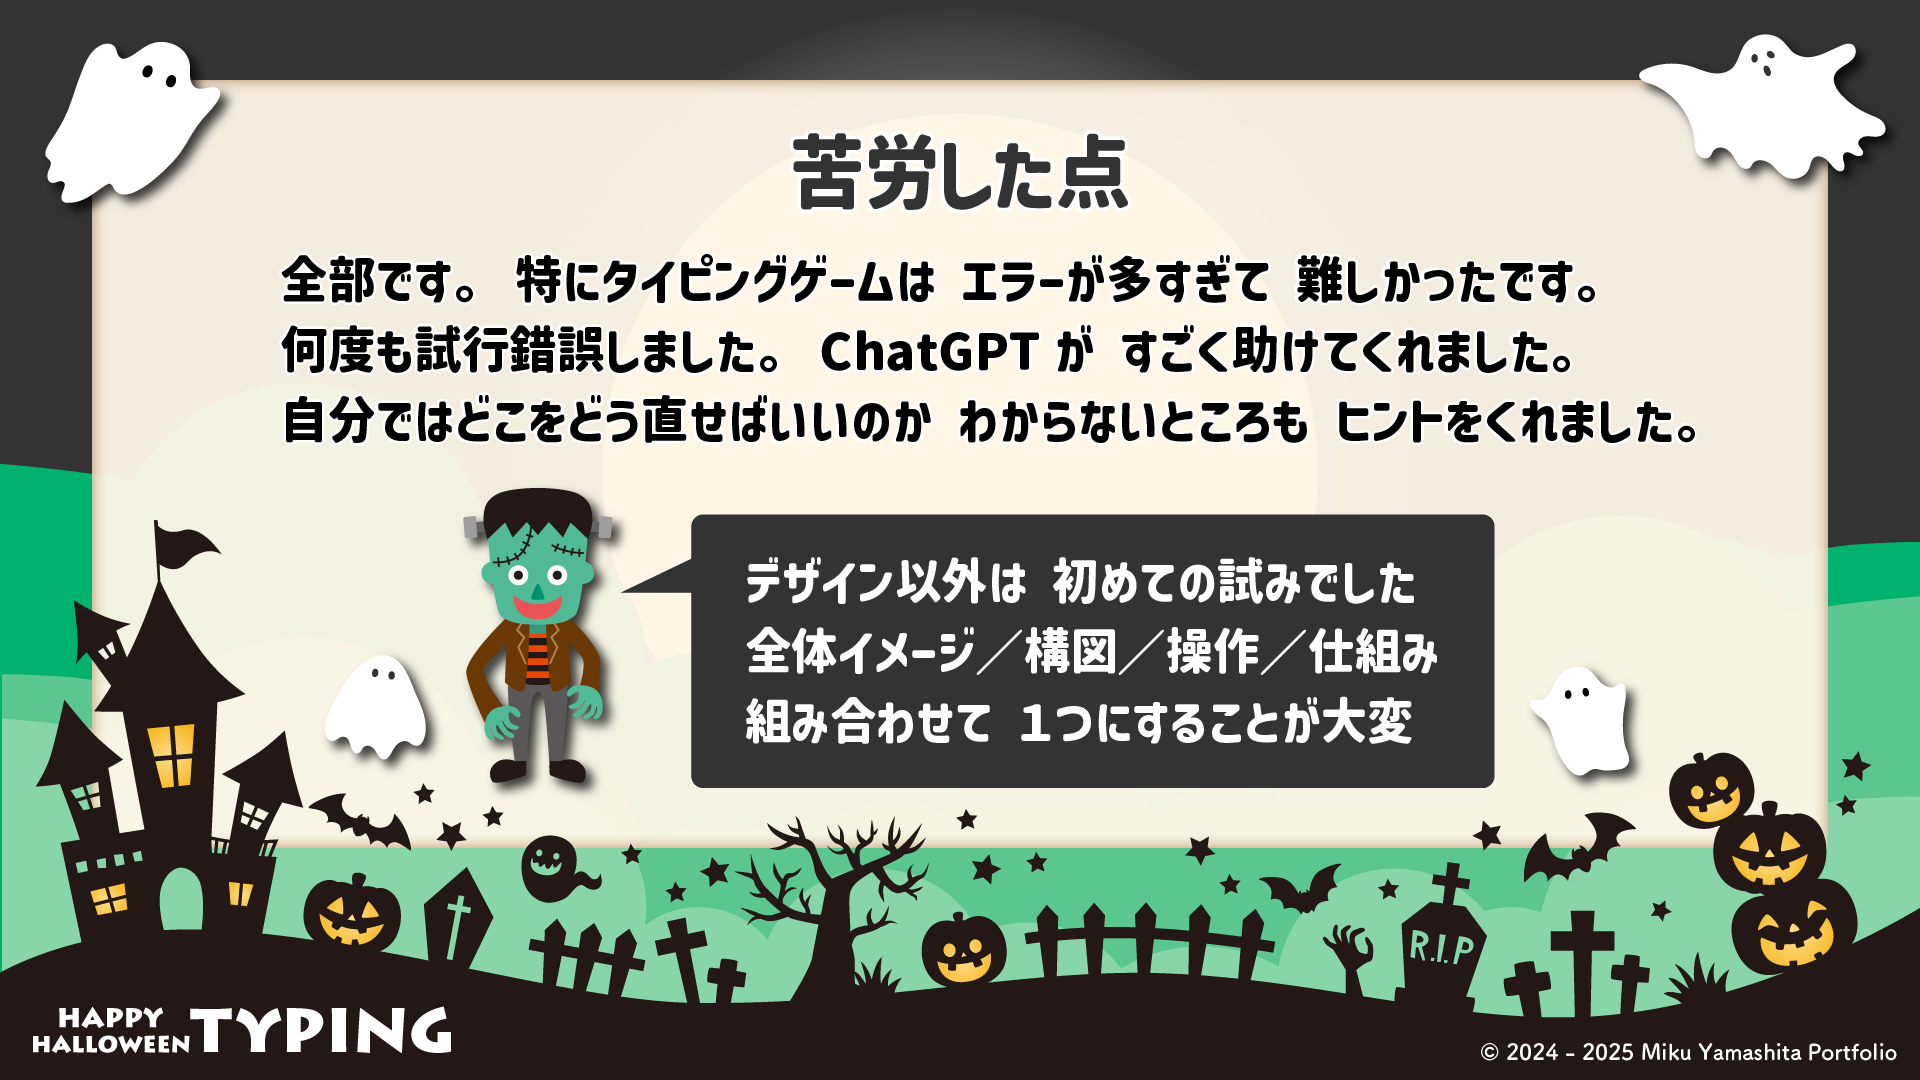 苦労した点
全部です。 特にタイピングゲームは エラーが多すぎて 難しかったです。
何度も試行錯誤しました。 ChatGPT が すごく助けてくれました。
自分ではどこをどう直せばいいのか わからないところも ヒントをくれました。
デザイン以外は 初めての試みでした
全体イメージ／構図／操作／仕組み
組み合わせて １つにすることが大変
R.I.P
HAPPY
HALLOWEEN TYPING
© 2024 - 2025 Miku Yamashita Portfolio